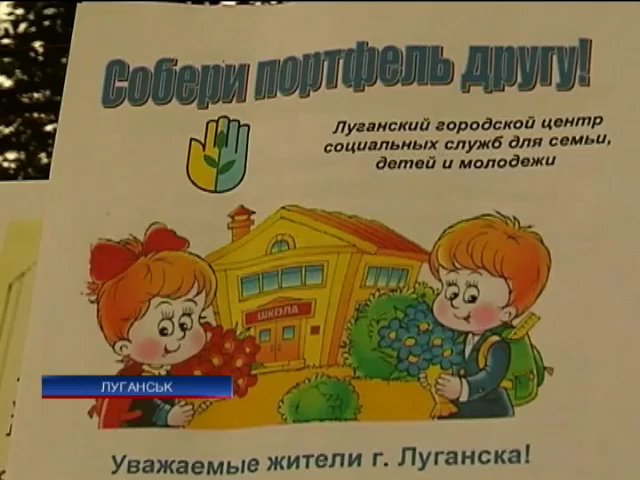 Собери портфель другу!
Луганский городской центр
социальных служб для семьи,
детей и молодежи
ШКОЛА
ЛУГАНСЬК
Уважаемые жители г. Луганска!